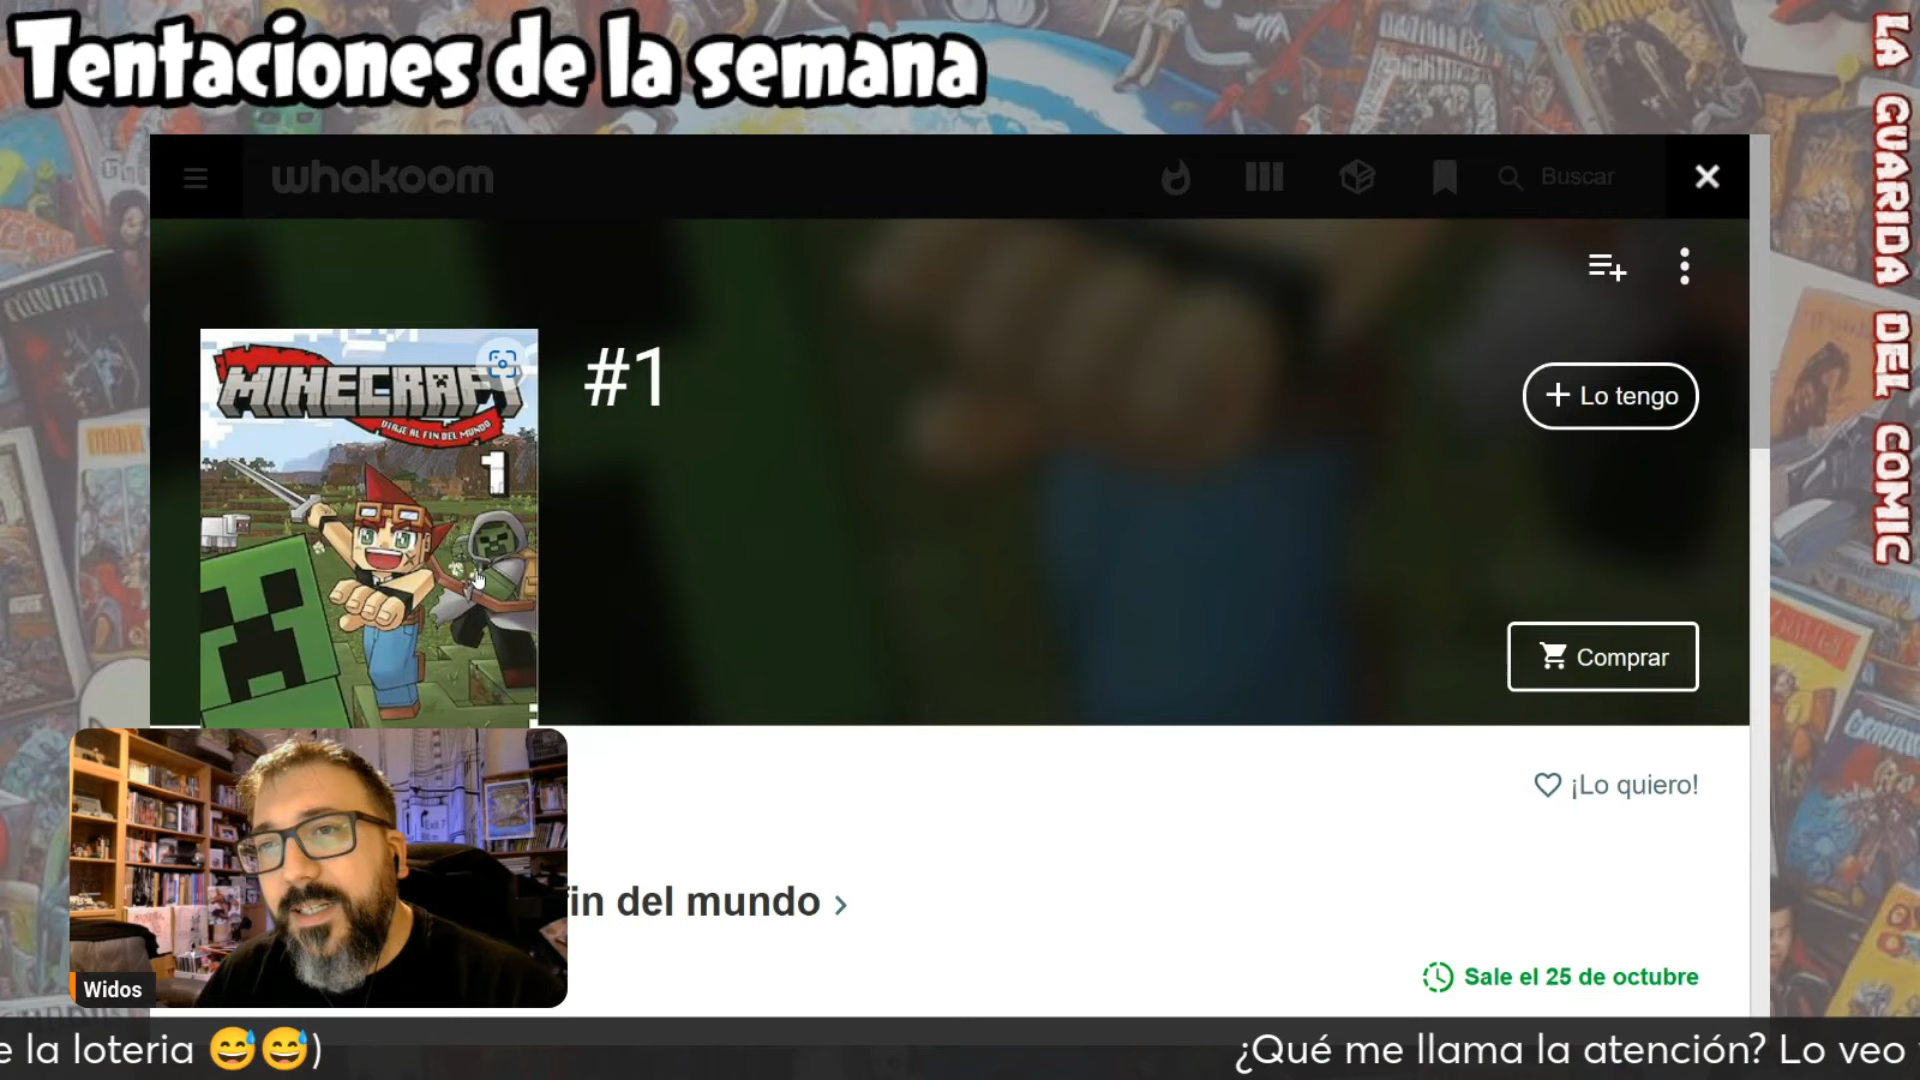 Tentaciones de la semana
LA GUARIDA DEL COMIC
whakoom
Buscar
MINECRAFT
VIAJE AL FIN DEL MUNDO
1
#1
+ Lo tengo
Comprar
¡Lo quiero!
fin del mundo
Sale el 25 de octubre
Widos
e la loteria 😅😅)
¿Qué me llama la atención? Lo veo